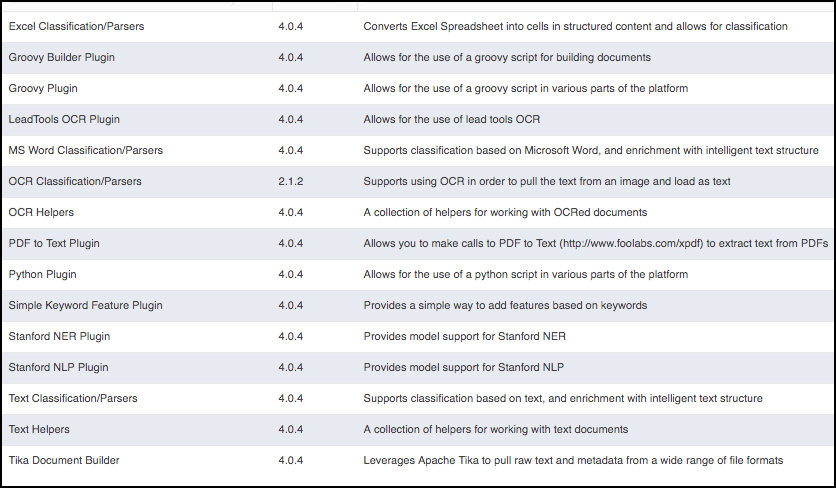 Excel Classification/Parsers 4.0.4 Converts Excel Spreadsheet into cells in structured content and allows for classification
Groovy Builder Plugin 4.0.4 Allows for the use of a groovy script for building documents
Groovy Plugin 4.0.4 Allows for the use of a groovy script in various parts of the platform
LeadTools OCR Plugin 4.0.4 Allows for the use of lead tools OCR
MS Word Classification/Parsers 4.0.4 Supports classification based on Microsoft Word, and enrichment with intelligent text structure
OCR Classification/Parsers 2.1.2 Supports using OCR in order to pull the text from an image and load as text
OCR Helpers 4.0.4 A collection of helpers for working with OCRed documents
PDF to Text Plugin 4.0.4 Allows you to make calls to PDF to Text (http://www.foolabs.com/xpdf) to extract text from PDFs
Python Plugin 4.0.4 Allows for the use of a python script in various parts of the platform
Simple Keyword Feature Plugin 4.0.4 Provides a simple way to add features based on keywords
Stanford NER Plugin 4.0.4 Provides model support for Stanford NER
Stanford NLP Plugin 4.0.4 Provides model support for Stanford NLP
Text Classification/Parsers 4.0.4 Supports classification based on text, and enrichment with intelligent text structure
Text Helpers 4.0.4 A collection of helpers for working with text documents
Tika Document Builder 4.0.4 Leverages Apache Tika to pull raw text and metadata from a wide range of file formats